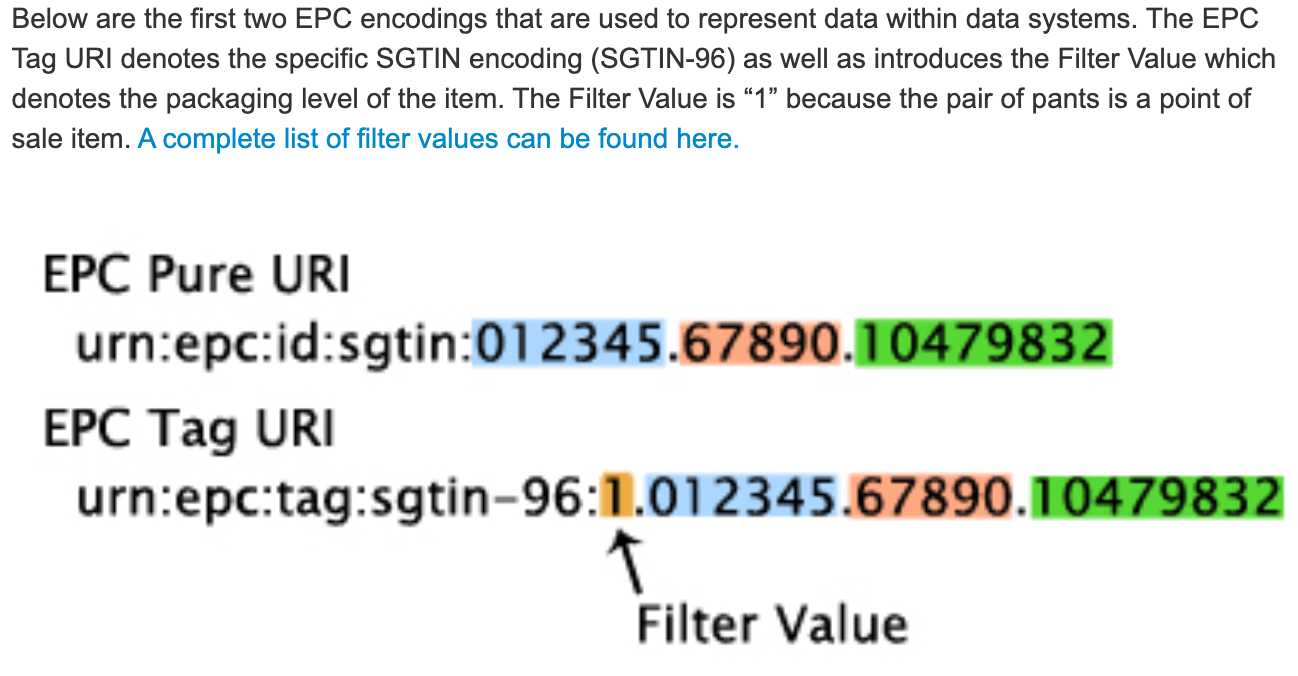 Below are the first two EPC encodings that are used to represent data within data systems. The EPC
Tag URI denotes the specific SGTIN encoding (SGTIN-96) as well as introduces the Filter Value which
denotes the packaging level of the item. The Filter Value is “1” because the pair of pants is a point of
sale item. A complete list of filter values can be found here.
EPC Pure URI
urn:epc:id:sgtin:012345.67890.10479832
EPC Tag URI
urn:epc:tag:sgtin-96:1.012345.67890.10479832
Filter Value